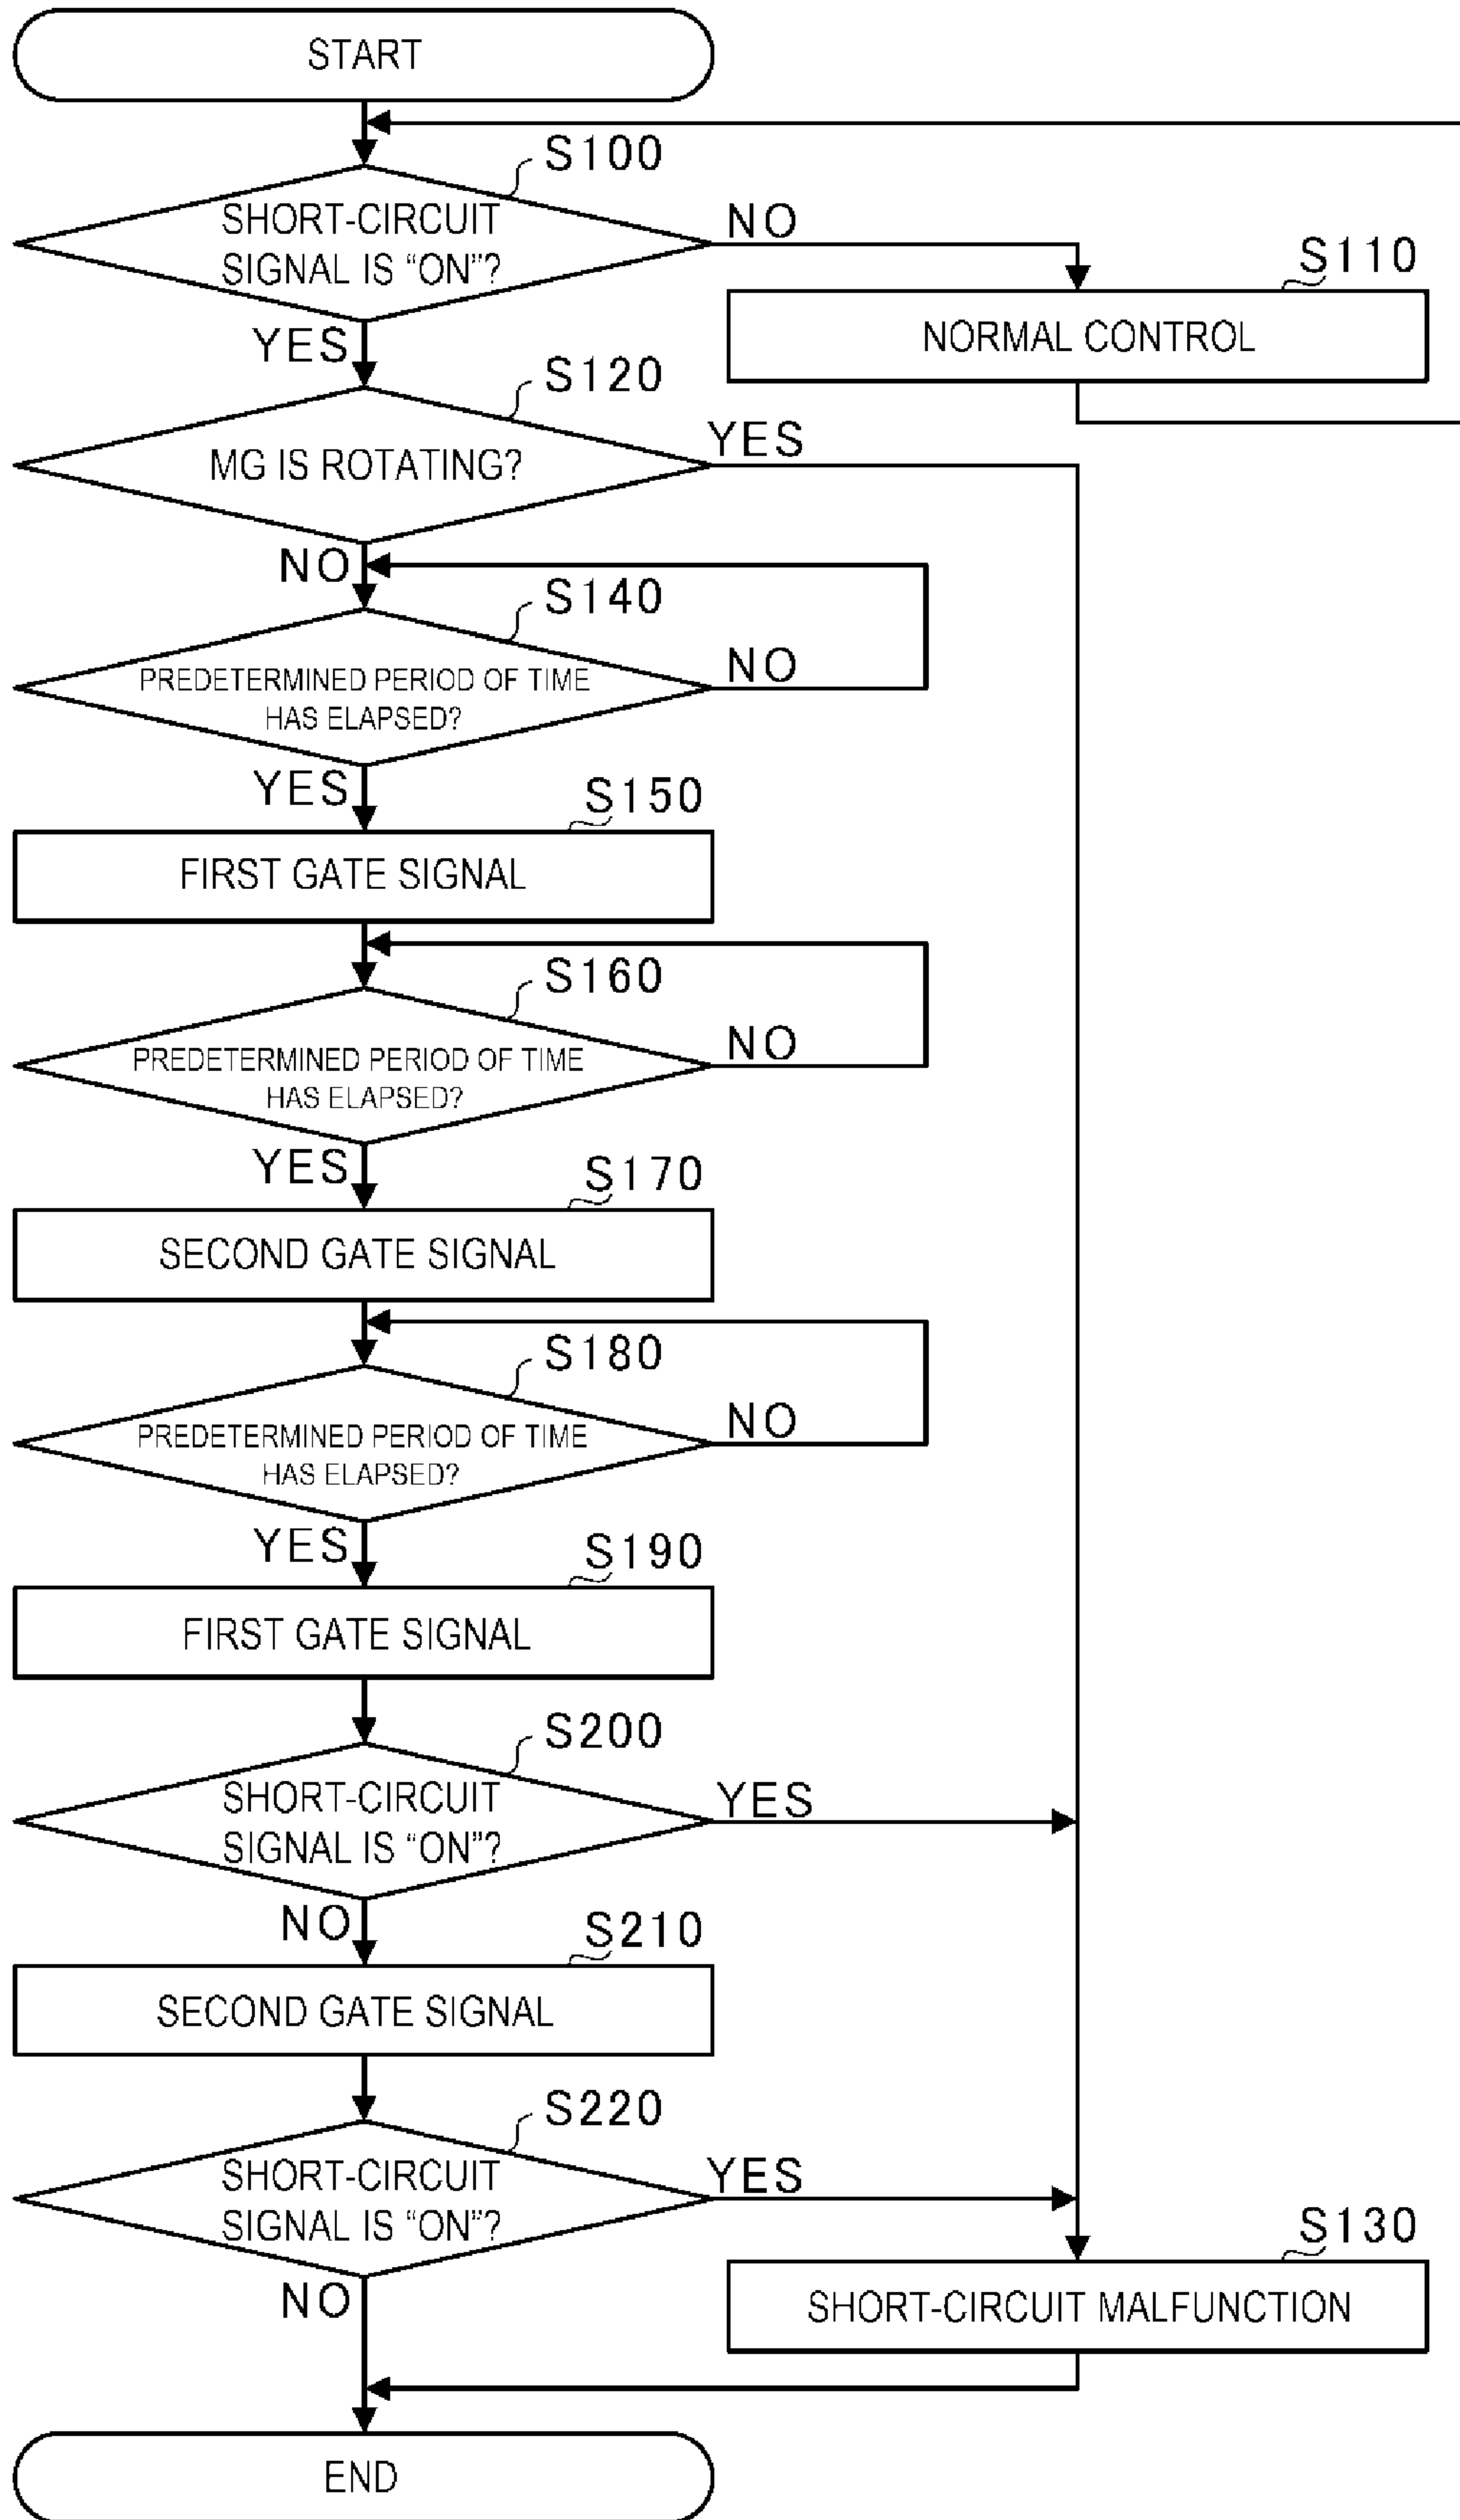 START
S100
SHORT-CIRCUIT
SIGNAL IS “ON”?
NO
S110
NORMAL CONTROL
YES
S120
MG IS ROTATING?
YES
NO
S140
PREDETERMINED PERIOD OF TIME
HAS ELAPSED?
NO
YES
S150
FIRST GATE SIGNAL
S160
PREDETERMINED PERIOD OF TIME
HAS ELAPSED?
NO
YES
S170
SECOND GATE SIGNAL
S180
PREDETERMINED PERIOD OF TIME
HAS ELAPSED?
NO
YES
S190
FIRST GATE SIGNAL
S200
SHORT-CIRCUIT
SIGNAL IS “ON”?
YES
NO
S210
SECOND GATE SIGNAL
S220
SHORT-CIRCUIT
SIGNAL IS “ON”?
YES
NO
S130
SHORT-CIRCUIT MALFUNCTION
END